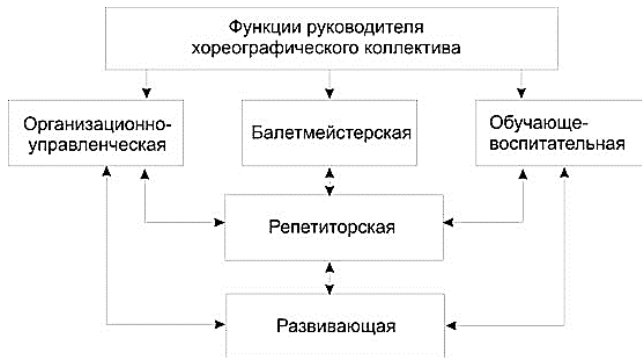 Функции руководителя
хореографического коллектива
Организационно-
управленческая
Балетмейстерская
Обучающе-
воспитательная
Репетиторская
Развивающая